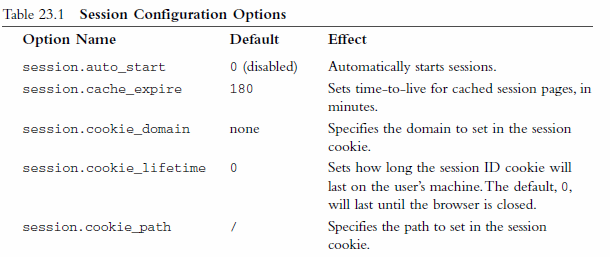 Table 23.1 Session Configuration Options
Option Name Default Effect
session.auto_start 0 (disabled) Automatically starts sessions.
session.cache_expire 180 Sets time-to-live for cached session pages, in
minutes.
session.cookie_domain none Specifies the domain to set in the session
cookie.
session.cookie_lifetime 0 Sets how long the session ID cookie will
last on the user's machine. The default, 0,
will last until the browser is closed.
session.cookie_path / Specifies the path to set in the session
cookie.